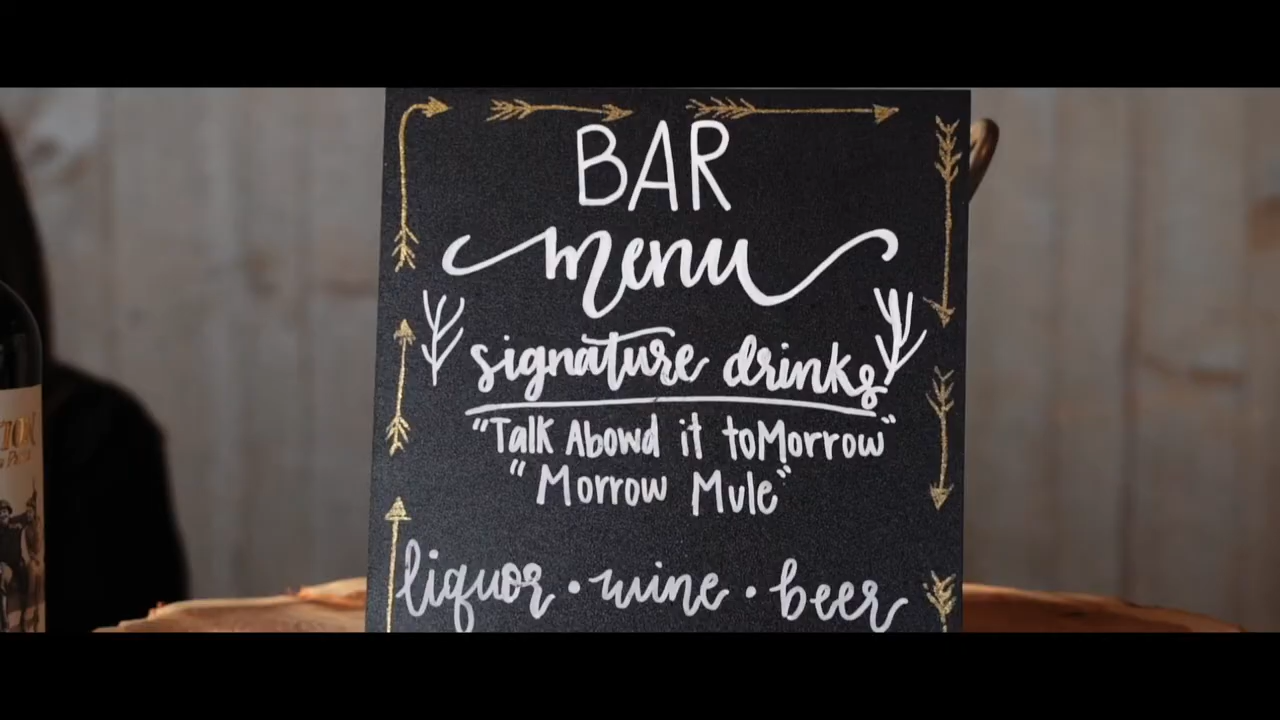 BAR
menu
signature drinks
"Talk Abowd it toMorrow"
"Morrow Mule"
liquor • wine • beer